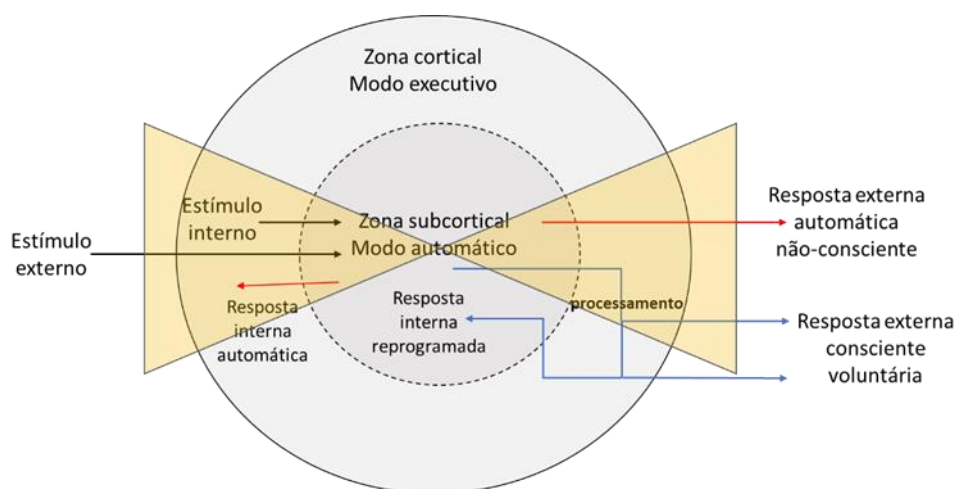 Zona cortical
Modo executivo
Estímulo
interno
Estímulo
externo
Zona subcortical
Modo automático
Resposta externa
automática
não-consciente
Resposta
interna
automática
Resposta
interna
reprogramada
processamento
Resposta externa
consciente
voluntária